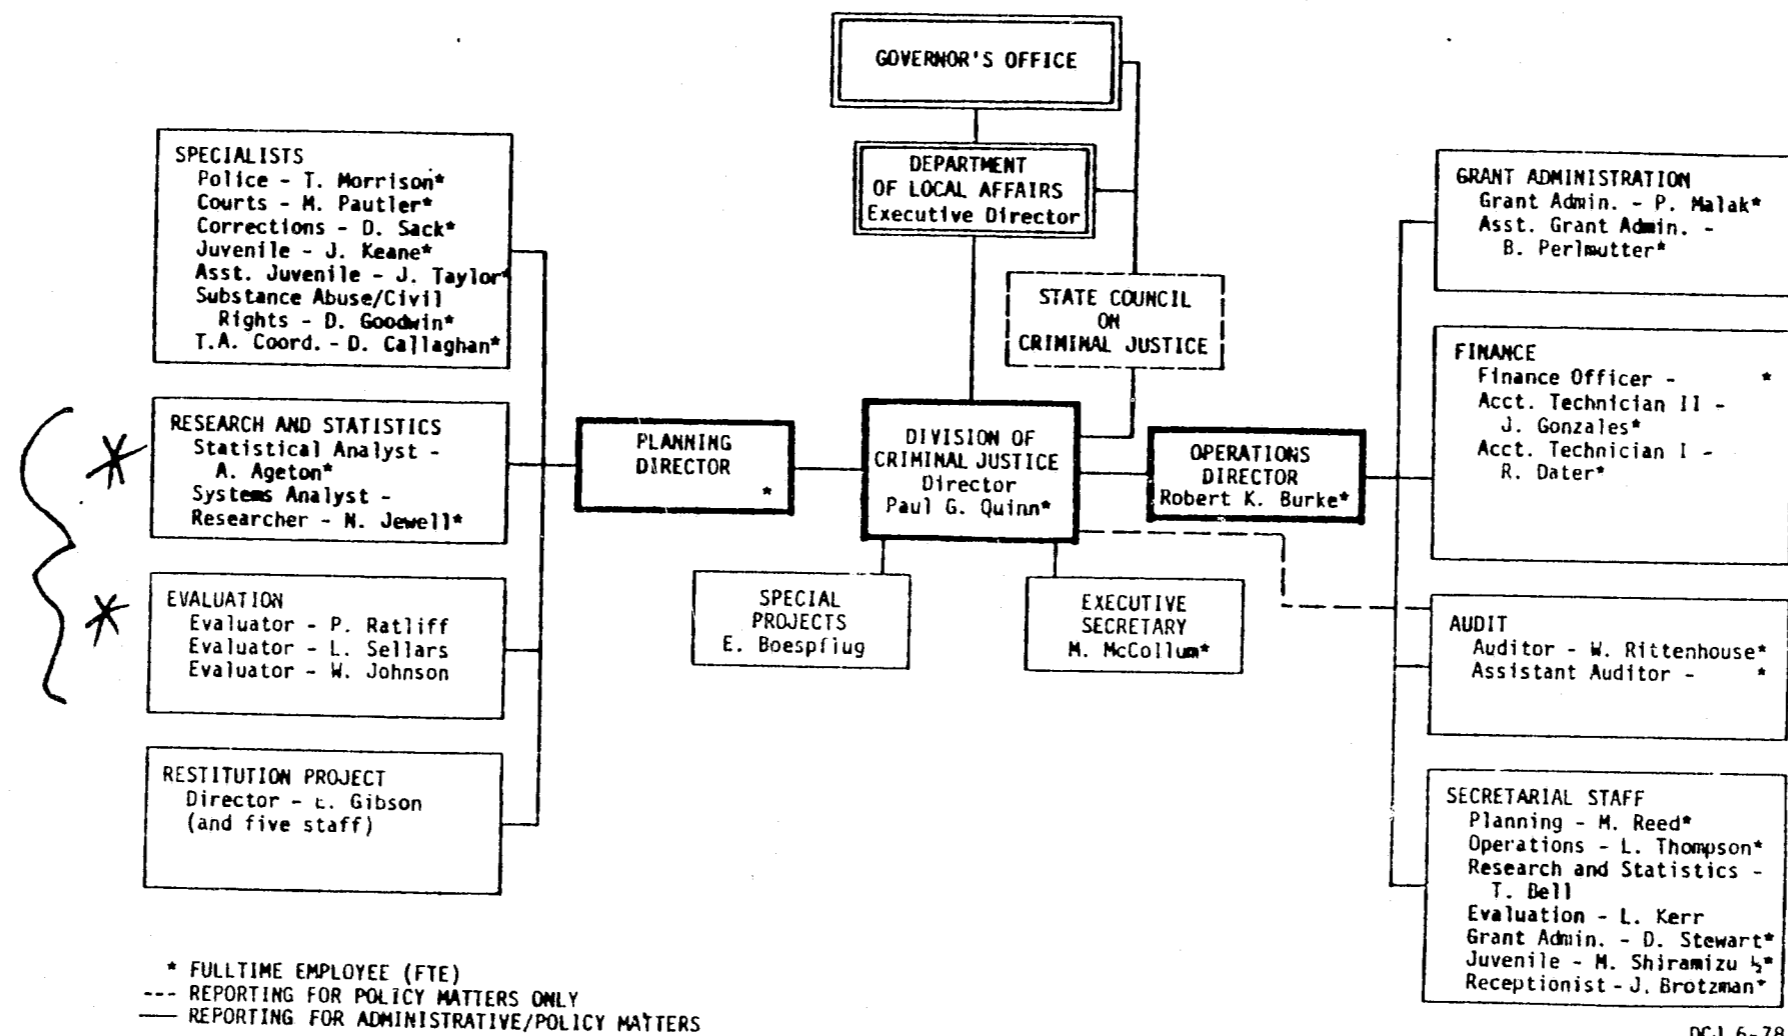 GOVERNOR'S OFFICE
DEPARTMENT
OF LOCAL AFFAIRS
Executive Director
STATE COUNCIL
ON
CRIMINAL JUSTICE
SPECIALISTS
Police - T. Morrison*
Courts - M. Pautler*
Corrections - D. Sack*
Juvenile - J. Keane*
Asst. Juvenile - J. Taylor*
Substance Abuse/Civil
Rights - D. Goodwin*
T.A. Coord. - D. Callaghan*
RESEARCH AND STATISTICS
Statistical Analyst -
A. Ageton*
Systems Analyst -
Researcher - N. Jewell*
EVALUATION
Evaluator - P. Ratliff
Evaluator - L. Sellars
Evaluator - W. Johnson
RESTITUTION PROJECT
Director - E. Gibson
(and five staff)
PLANNING
DIRECTOR
*
DIVISION OF
CRIMINAL JUSTICE
Director
Paul G. Quinn*
OPERATIONS
DIRECTOR
Robert K. Burke*
SPECIAL
PROJECTS
E. Boespflug
EXECUTIVE
SECRETARY
M. McCollum*
GRANT ADMINISTRATION
Grant Admin. - P. Malak*
Asst. Grant Admin. -
B. Perlmutter*
FINANCE
Finance Officer - *
Acct. Technician II -
J. Gonzales*
Acct. Technician I -
R. Dater*
AUDIT
Auditor - W. Rittenhouse*
Assistant Auditor - *
SECRETARIAL STAFF
Planning - M. Reed*
Operations - L. Thompson*
Research and Statistics -
T. Bell
Evaluation - L. Kerr
Grant Admin. - D. Stewart*
Juvenile - M. Shiramizu ½*
Receptionist - J. Brotzman*
* FULLTIME EMPLOYEE (FTE)
--- REPORTING FOR POLICY MATTERS ONLY
— REPORTING FOR ADMINISTRATIVE/POLICY MATTERS
DCJ 6-78